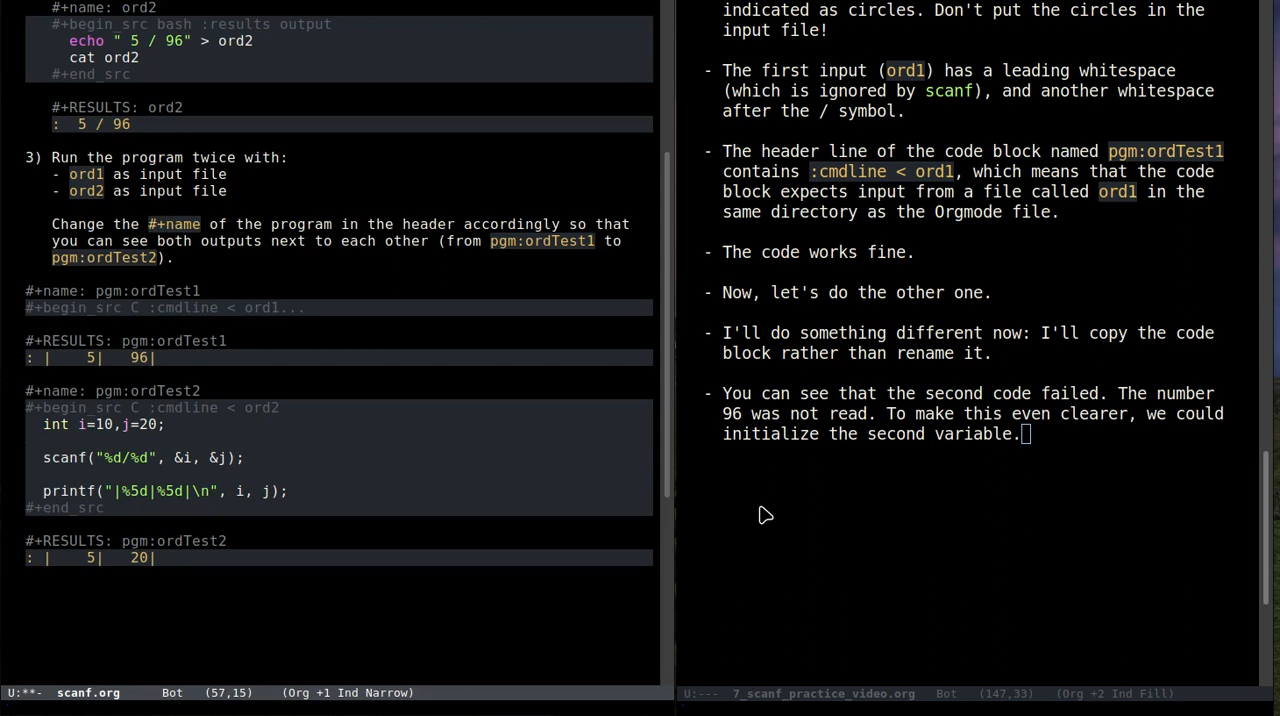 #+name: ord2
#+begin_src bash :results output
echo " 5 / 96" > ord2
cat ord2
#+end_src
#+RESULTS: ord2
:  5 / 96
3) Run the program twice with:
- ord1 as input file
- ord2 as input file
Change the #+name of the program in the header accordingly so that
you can see both outputs next to each other (from pgm:ordTest1 to
pgm:ordTest2).
#+name: pgm:ordTest1
#+begin_src C :cmdline < ord1...
#+RESULTS: pgm:ordTest1
: |    5|   96|
#+name: pgm:ordTest2
#+begin_src C :cmdline < ord2
int i=10,j=20;
scanf("%d/%d", &i, &j);
printf("|%5d|%5d|\n", i, j);
#+end_src
#+RESULTS: pgm:ordTest2
: |    5|   20|
U:**-  scanf.org     Bot   (57,15)     (Org +1 Ind Narrow)
indicated as circles. Don't put the circles in the
input file!
- The first input (ord1) has a leading whitespace
(which is ignored by scanf), and another whitespace
after the / symbol.
- The header line of the code block named pgm:ordTest1
contains :cmdline < ord1, which means that the code
block expects input from a file called ord1 in the
same directory as the Orgmode file.
- The code works fine.
- Now, let's do the other one.
- I'll do something different now: I'll copy the code
block rather than rename it.
- You can see that the second code failed. The number
96 was not read. To make this even clearer, we could
initialize the second variable.
U:---  7_scanf_practice_video.org   Bot   (147,33)   (Org +2 Ind Fill)